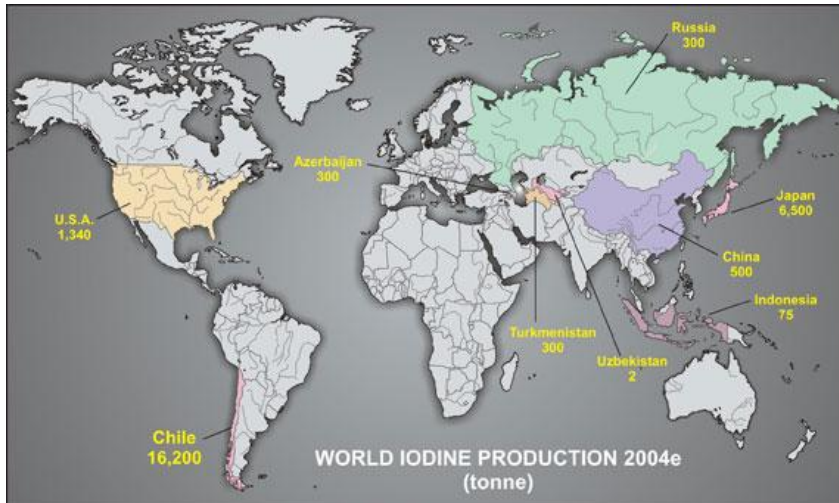 Russia
300
Azerbaijan
300
U.S.A.
1,340
Japan
6,500
China
500
Indonesia
75
Turkmenistan
300
Uzbekistan
2
Chile
16,200
WORLD IODINE PRODUCTION 2004e
(tonne)